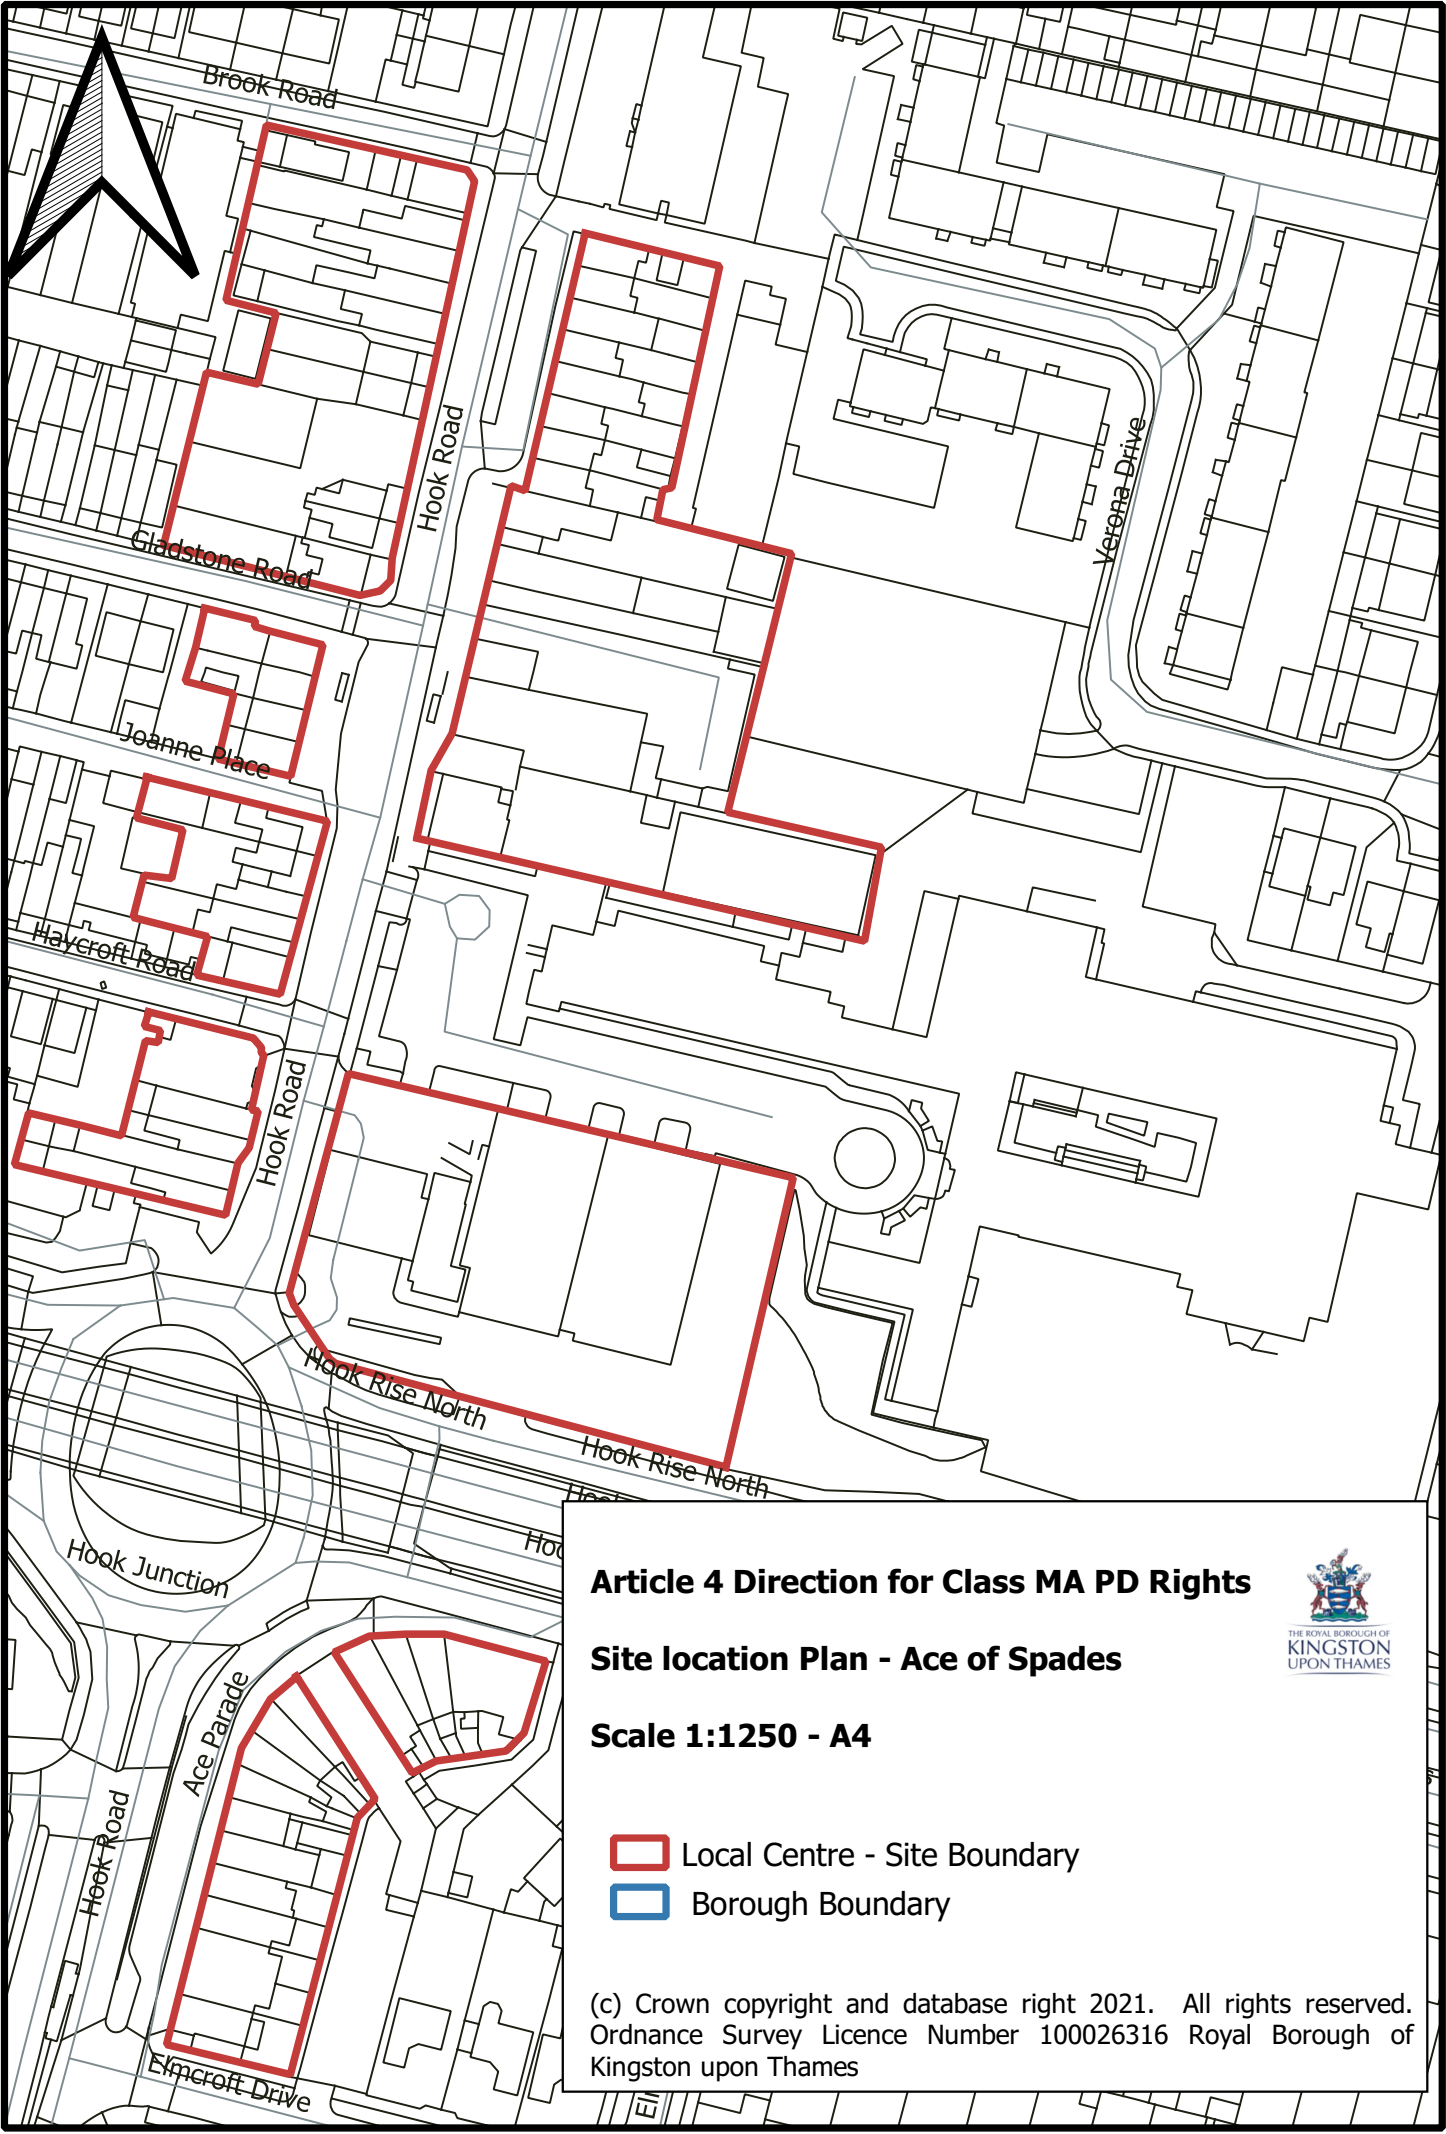 Brook Road
Hook Road
Verona Drive
Gladstone Road
Joanne Place
Haycroft Road
Hook Road
Hook Rise North
Hook Rise North
Hook Junction
Ace Parade
Hook Road
Elmcroft Drive
Article 4 Direction for Class MA PD Rights
THE ROYAL BOROUGH OF
KINGSTON
UPON THAMES
Site location Plan - Ace of Spades
Scale 1:1250 - A4
Local Centre - Site Boundary
Borough Boundary
(c) Crown copyright and database right 2021. All rights reserved.
Ordnance Survey Licence Number 100026316 Royal Borough of
Kingston upon Thames